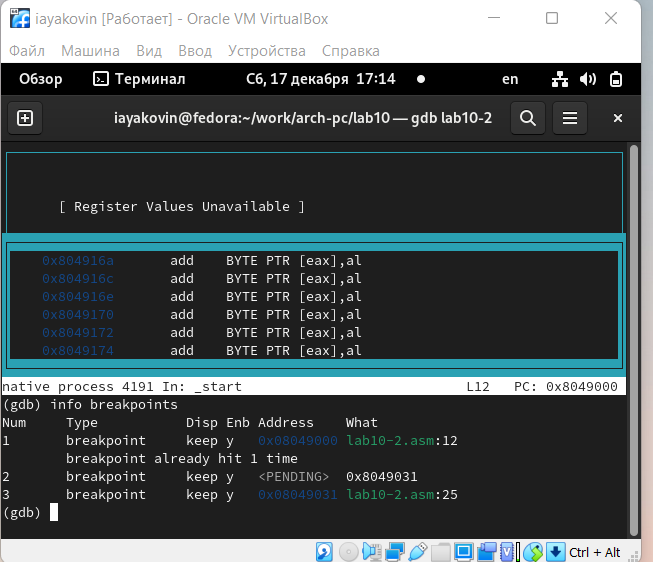 iayakovin [Работает] - Oracle VM VirtualBox
Файл Машина Вид Ввод Устройства Справка
Обзор Терминал Сб, 17 декабря 17:14 en
iayakovin@fedora:~/work/arch-pc/lab10 — gdb lab10-2
[ Register Values Unavailable ]
0x804916a add BYTE PTR [eax],al
0x804916c add BYTE PTR [eax],al
0x804916e add BYTE PTR [eax],al
0x8049170 add BYTE PTR [eax],al
0x8049172 add BYTE PTR [eax],al
0x8049174 add BYTE PTR [eax],al
native process 4191 In: _start L12 PC: 0x8049000
(gdb) info breakpoints
Num Type Disp Enb Address What
1 breakpoint keep y 0x08049000 lab10-2.asm:12
breakpoint already hit 1 time
2 breakpoint keep y <PENDING> 0x8049031
3 breakpoint keep y 0x08049031 lab10-2.asm:25
(gdb)
Ctrl + Alt